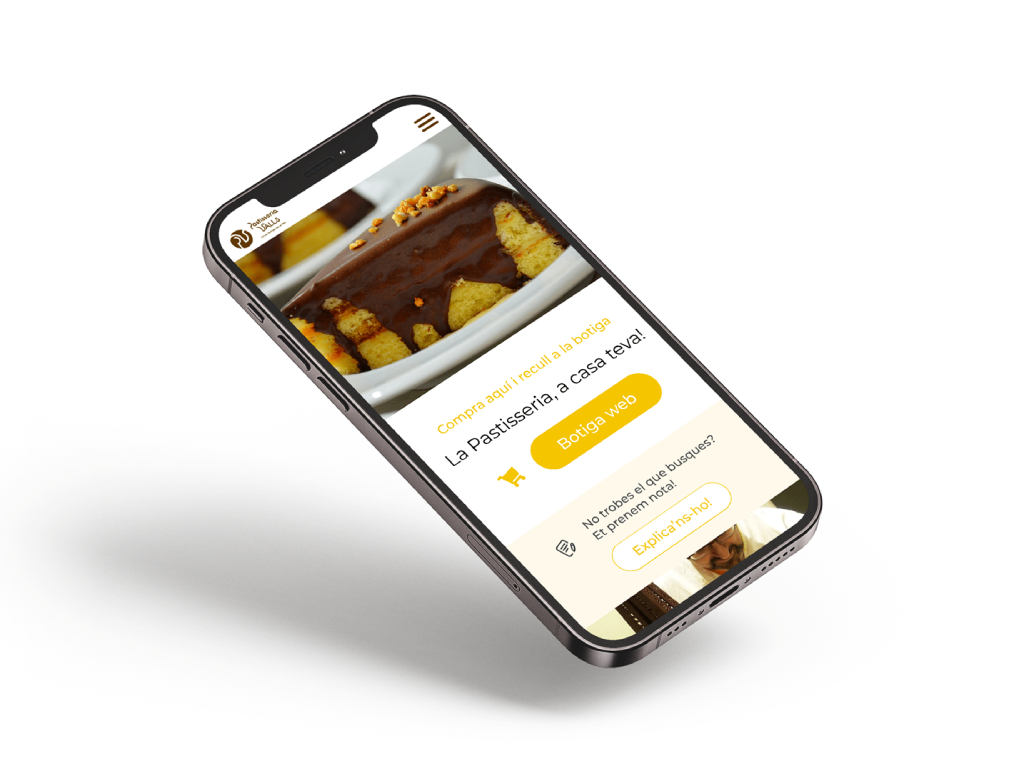 Pastisseria
VALLS
Compra aquí i recull a la botiga
La Pastisseria, a casa teva!
Botiga web
No trobes el que busques?
Et prenem nota!
Explica'ns-ho!